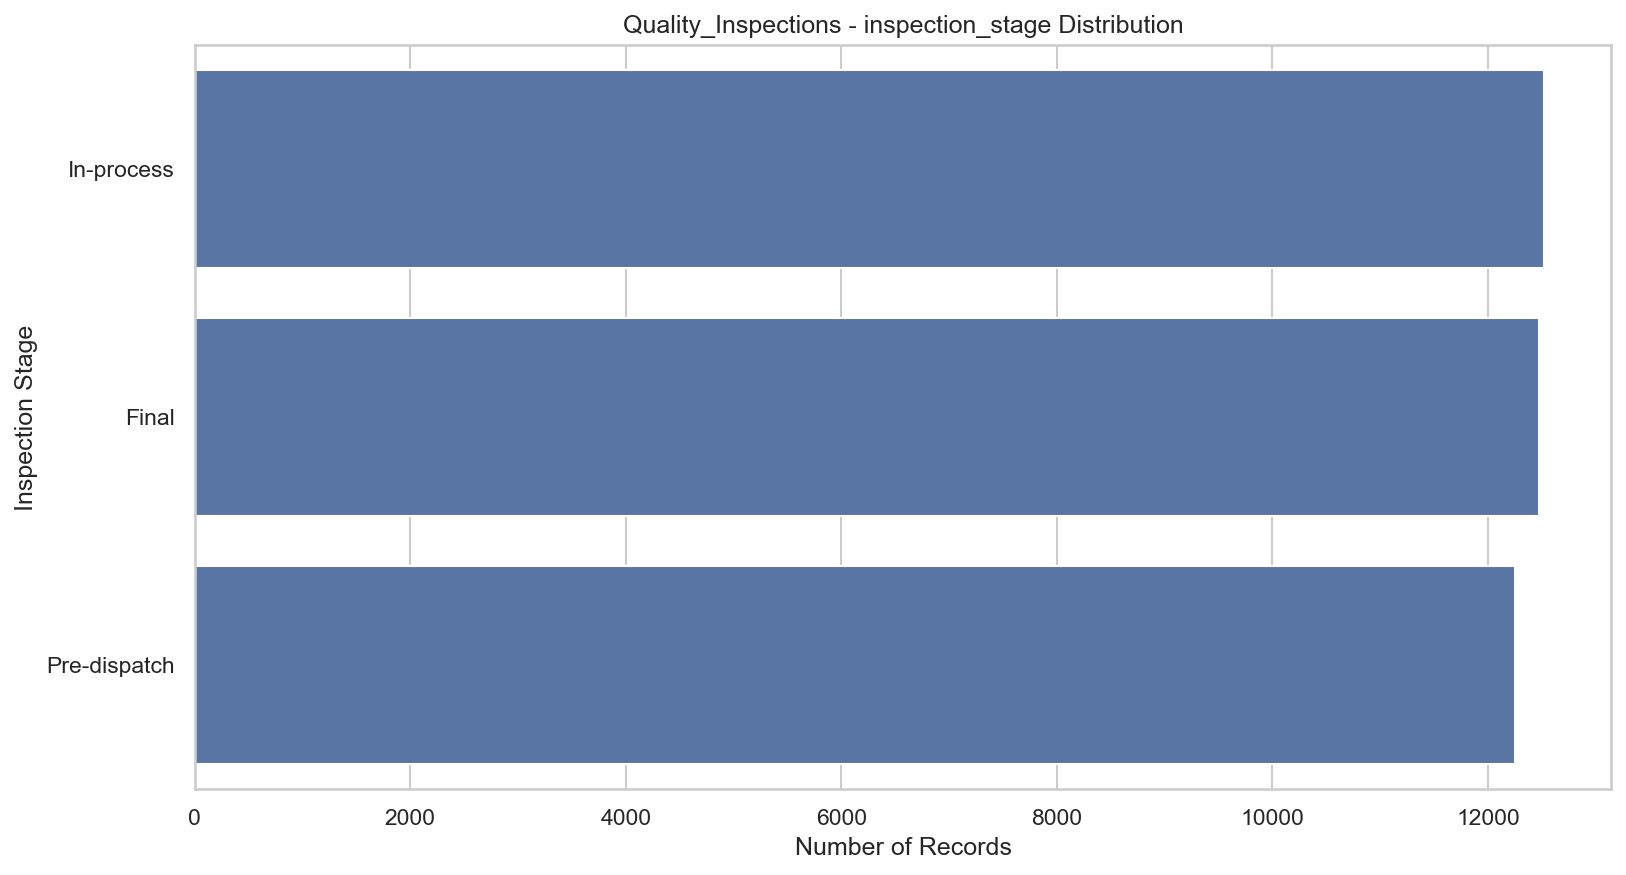 Quality_Inspections - inspection_stage Distribution
Inspection Stage
In-process
Final
Pre-dispatch
0 2000 4000 6000 8000 10000 12000
Number of Records